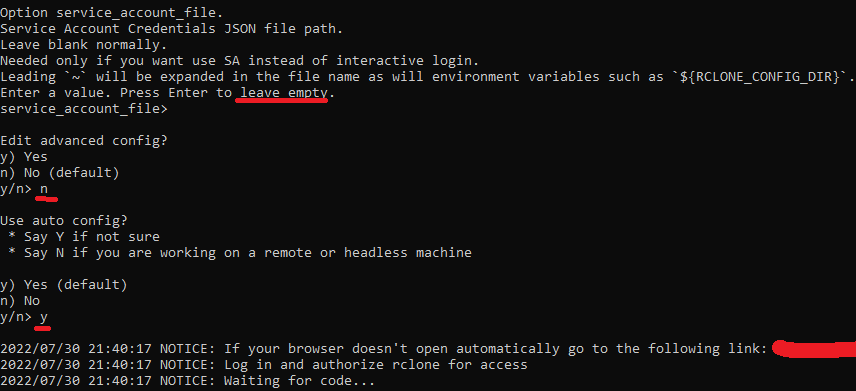 Option service_account_file.
Service Account Credentials JSON file path.
Leave blank normally.
Needed only if you want use SA instead of interactive login.
Leading `~` will be expanded in the file name as will environment variables such as `${RCLONE_CONFIG_DIR}`.
Enter a value. Press Enter to leave empty.
service_account_file>
Edit advanced config?
y) Yes
n) No (default)
y/n> n
Use auto config?
* Say Y if not sure
* Say N if you are working on a remote or headless machine
y) Yes (default)
n) No
y/n> y
2022/07/30 21:40:17 NOTICE: If your browser doesn't open automatically go to the following link:
2022/07/30 21:40:17 NOTICE: Log in and authorize rclone for access
2022/07/30 21:40:17 NOTICE: Waiting for code...